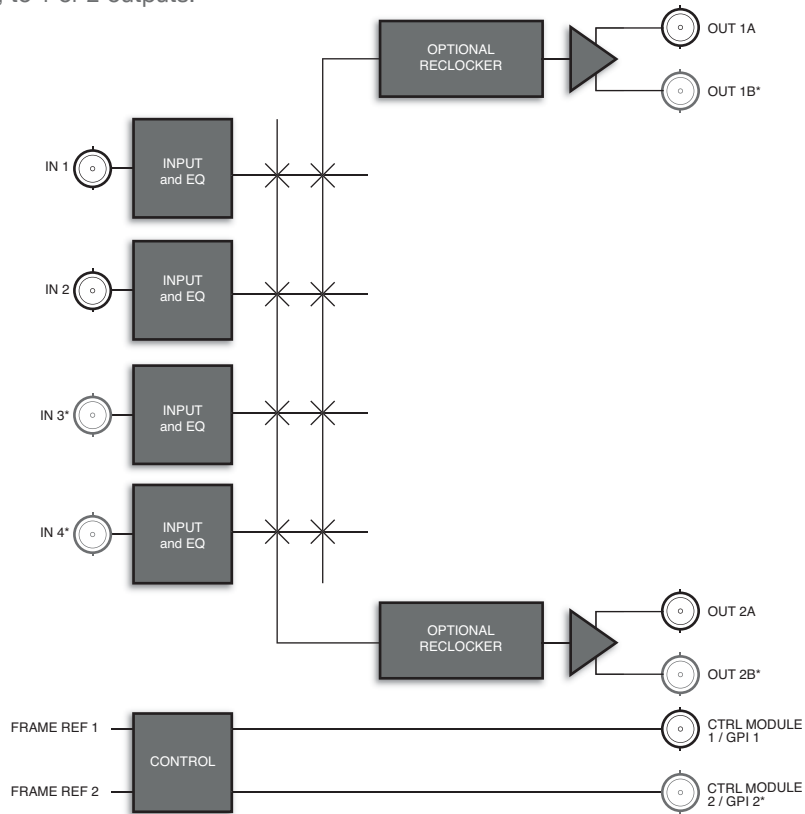 to 1 or 2 outputs.
OPTIONAL
RECLOCKER
OUT 1A
OUT 1B*
IN 1
INPUT
and EQ
IN 2
INPUT
and EQ
IN 3*
INPUT
and EQ
IN 4*
INPUT
and EQ
OPTIONAL
RECLOCKER
OUT 2A
OUT 2B*
FRAME REF 1
FRAME REF 2
CONTROL
CTRL MODULE
1 / GPI 1
CTRL MODULE
2 / GPI 2*